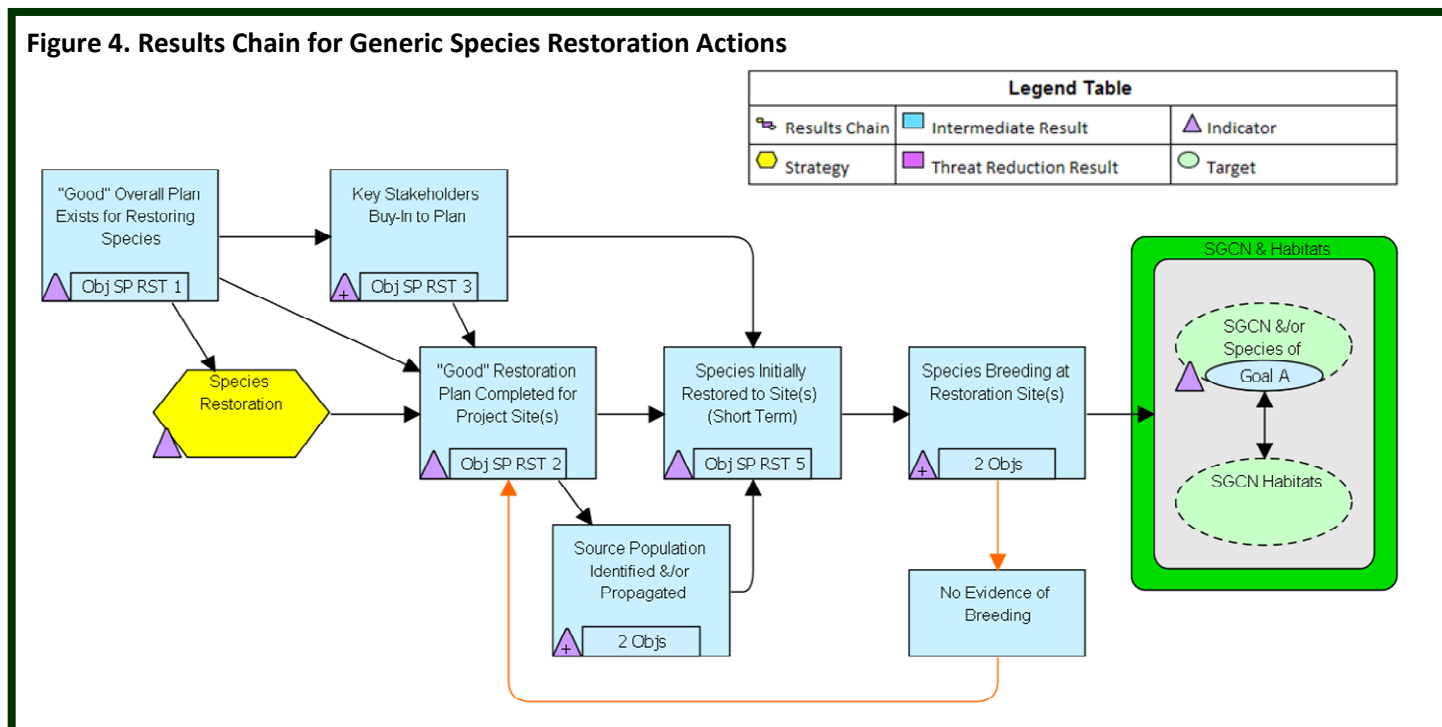 Figure 4. Results Chain for Generic Species Restoration Actions
Legend Table
Results Chain
Intermediate Result
Indicator
Strategy
Threat Reduction Result
Target
"Good" Overall Plan
Exists for Restoring
Species
Obj SP RST 1
Key Stakeholders
Buy-In to Plan
+
Obj SP RST 3
Species
Restoration
"Good" Restoration
Plan Completed for
Project Site(s)
Obj SP RST 2
Species Initially
Restored to Site(s)
(Short Term)
Obj SP RST 5
Species Breeding at
Restoration Site(s)
+
2 Objs
Source Population
Identified &/or
Propagated
+
2 Objs
No Evidence of
Breeding
SGCN & Habitats
SGCN &/or
Species of
Goal A
SGCN Habitats